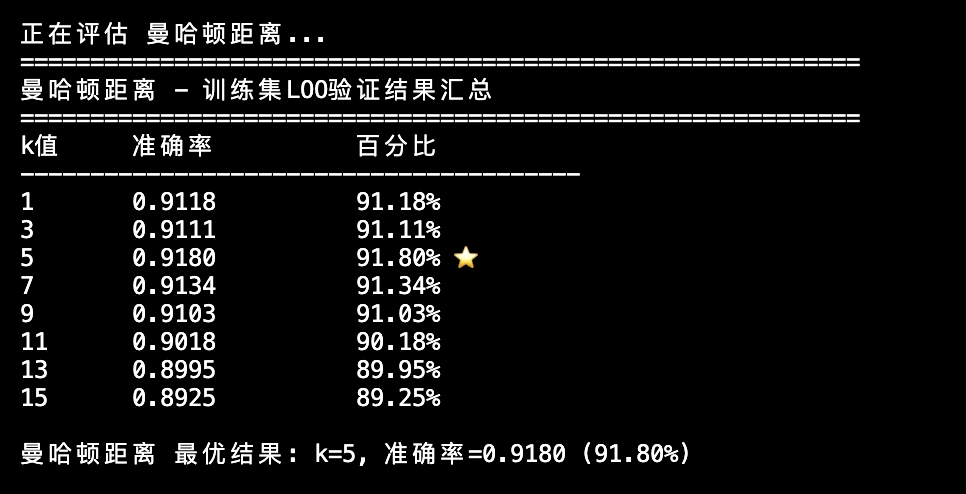 正在评估 曼哈顿距离...
============================================================
曼哈顿距离 - 训练集LOO验证结果汇总
============================================================
k值 准确率 百分比
----------------------------------------
1 0.9118 91.18%
3 0.9111 91.11%
5 0.9180 91.80% ⭐
7 0.9134 91.34%
9 0.9103 91.03%
11 0.9018 90.18%
13 0.8995 89.95%
15 0.8925 89.25%
曼哈顿距离 最优结果: k=5, 准确率=0.9180 (91.80%)